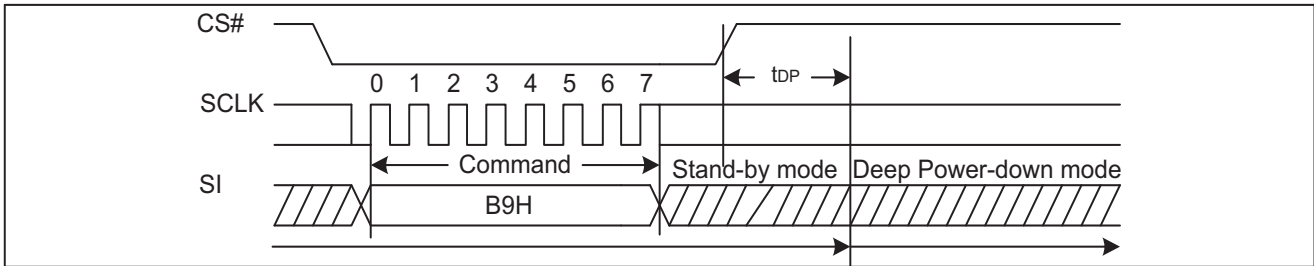 CS#
tDP
0 1 2 3 4 5 6 7
SCLK
Command
Stand-by mode Deep Power-down mode
SI
B9H